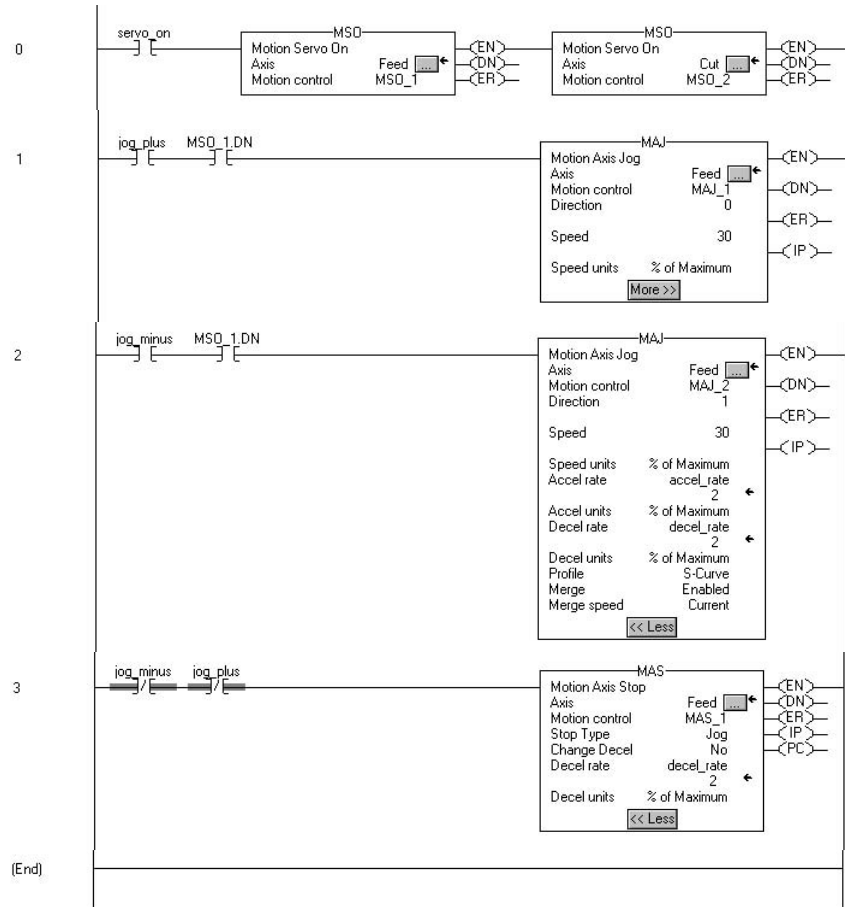 servo_on
0
MSO
Motion Servo On
Axis Feed ...
Motion control MSO_1
EN
DN
ER
MSO
Motion Servo On
Axis Cut ...
Motion control MSO_2
EN
DN
ER
jog_plus MSO_1.DN
1
MAJ
Motion Axis Jog
Axis Feed ...
Motion control MAJ_1
Direction 0
Speed 30
Speed units % of Maximum
More >>
EN
DN
ER
IP
jog_minus MSO_1.DN
2
MAJ
Motion Axis Jog
Axis Feed ...
Motion control MAJ_2
Direction 1
Speed 30
Speed units % of Maximum
Accel rate accel_rate
2
Accel units % of Maximum
Decel rate decel_rate
2
Decel units % of Maximum
Profile S-Curve
Merge Enabled
Merge speed Current
<< Less
EN
DN
ER
IP
jog_minus jog_plus
3
MAS
Motion Axis Stop
Axis Feed ...
Motion control MAS_1
Stop Type Jog
Change Decel No
Decel rate decel_rate
2
Decel units % of Maximum
<< Less
EN
DN
ER
IP
PC
(End)